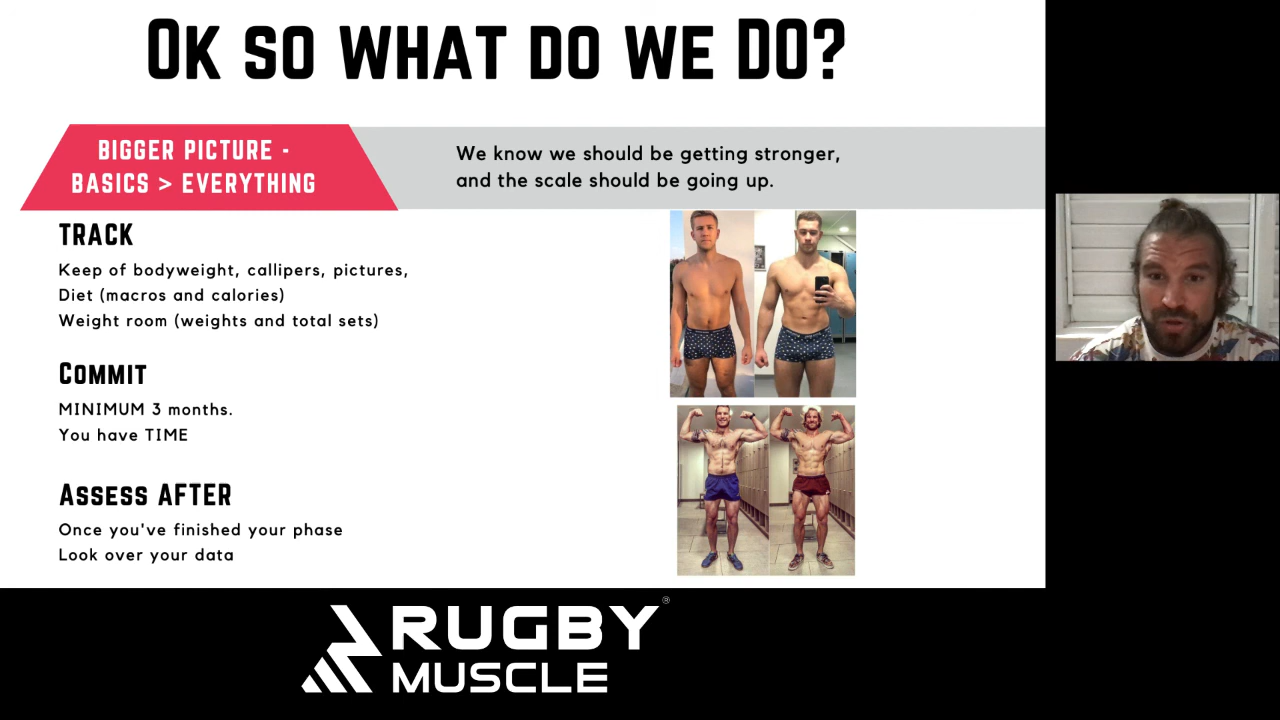 OK SO WHAT DO WE DO?
BIGGER PICTURE -
BASICS > EVERYTHING
We know we should be getting stronger,
and the scale should be going up.
TRACK
Keep of bodyweight, callipers, pictures,
Diet (macros and calories)
Weight room (weights and total sets)
COMMIT
MINIMUM 3 months.
You have TIME
ASSESS AFTER
Once you've finished your phase
Look over your data
RUGBY ®
MUSCLE